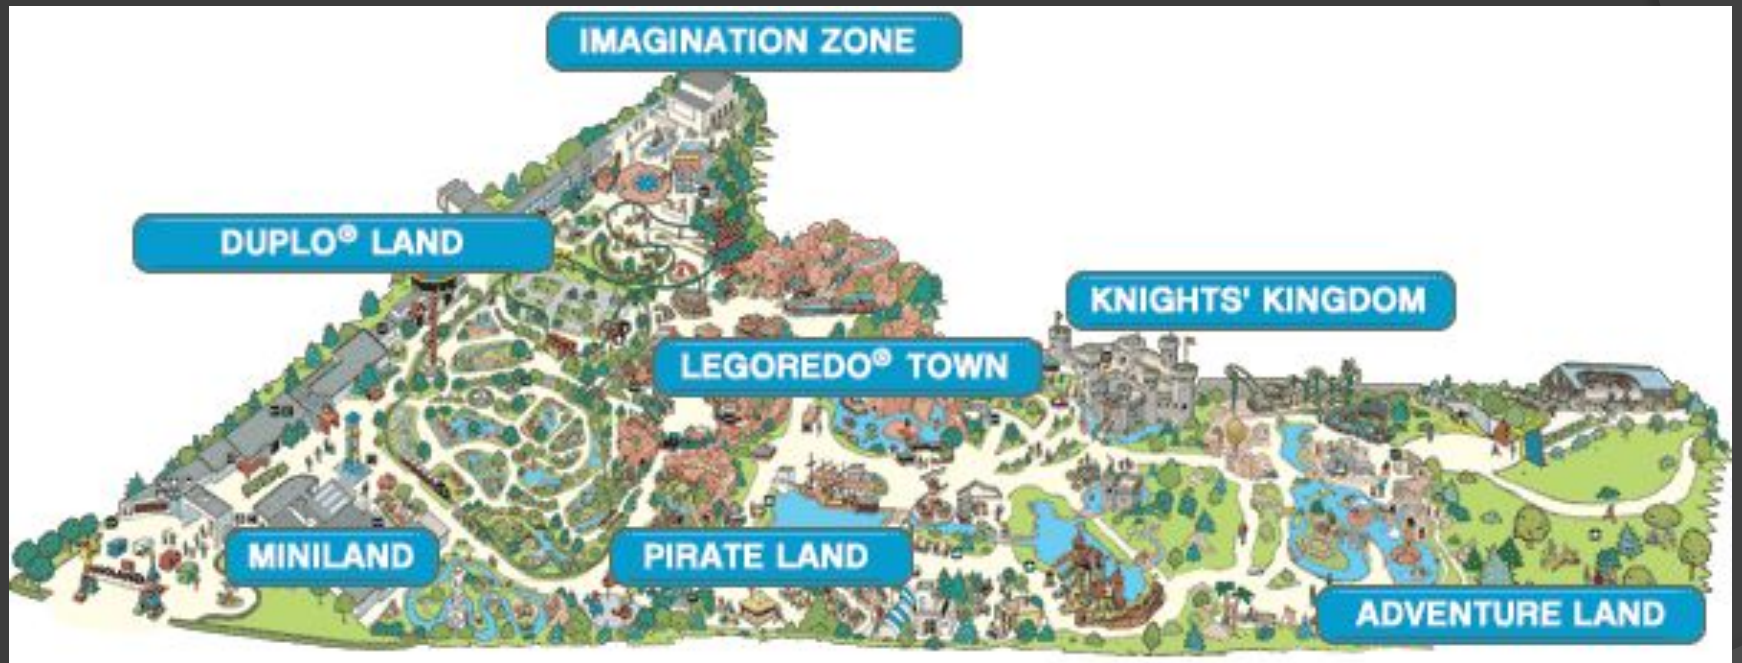 IMAGINATION ZONE
DUPLO® LAND
KNIGHTS' KINGDOM
LEGOREDO® TOWN
MINILAND
PIRATE LAND
ADVENTURE LAND